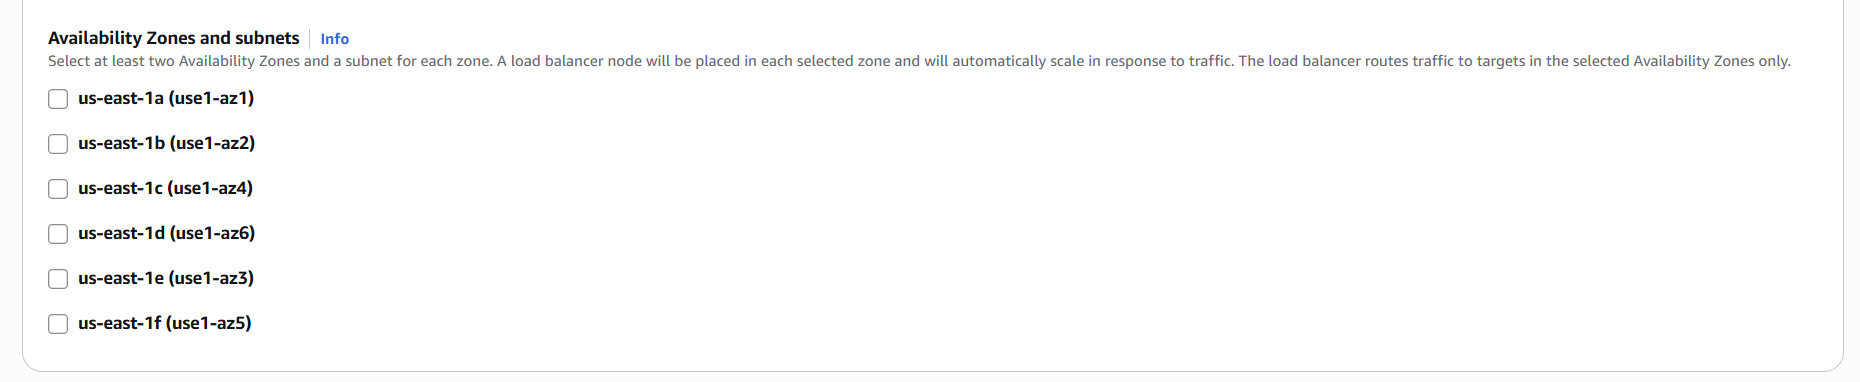 Availability Zones and subnets Info
Select at least two Availability Zones and a subnet for each zone. A load balancer node will be placed in each selected zone and will automatically scale in response to traffic. The load balancer routes traffic to targets in the selected Availability Zones only.
us-east-1a (use1-az1)
us-east-1b (use1-az2)
us-east-1c (use1-az4)
us-east-1d (use1-az6)
us-east-1e (use1-az3)
us-east-1f (use1-az5)